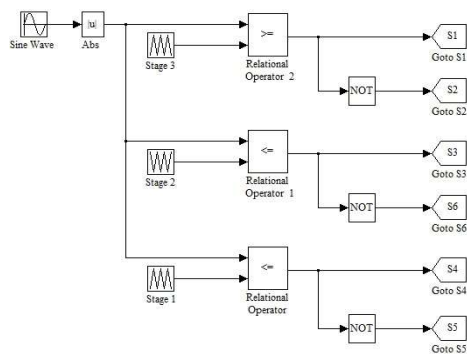 Sine Wave
|u|
Abs
Stage 3
>=
Relational
Operator 2
S1
Goto S1
NOT
S2
Goto S2
Stage 2
<=
Relational
Operator 1
S3
Goto S3
NOT
S6
Goto S6
Stage 1
<=
Relational
Operator
S4
Goto S4
NOT
S5
Goto S5